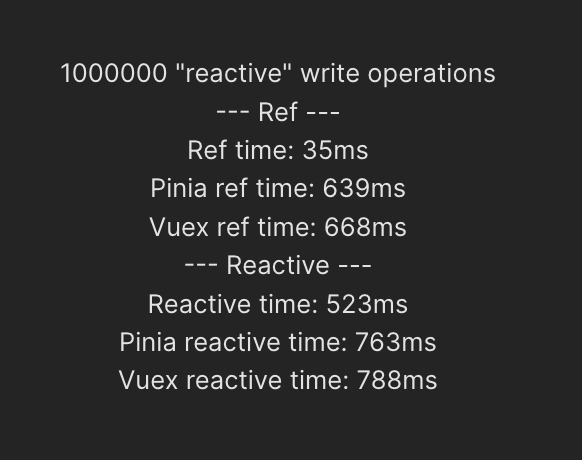 1000000 "reactive" write operations
--- Ref ---
Ref time: 35ms
Pinia ref time: 639ms
Vuex ref time: 668ms
--- Reactive ---
Reactive time: 523ms
Pinia reactive time: 763ms
Vuex reactive time: 788ms